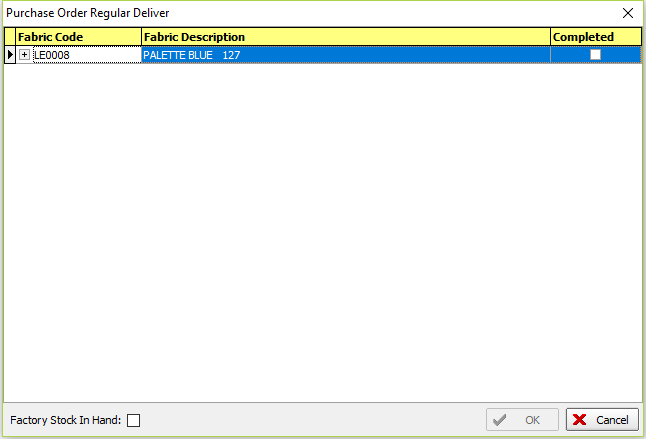 Purchase Order Regular Deliver
Fabric Code Fabric Description Completed
LE0008 PALETTE BLUE 127
Factory Stock In Hand: OK Cancel